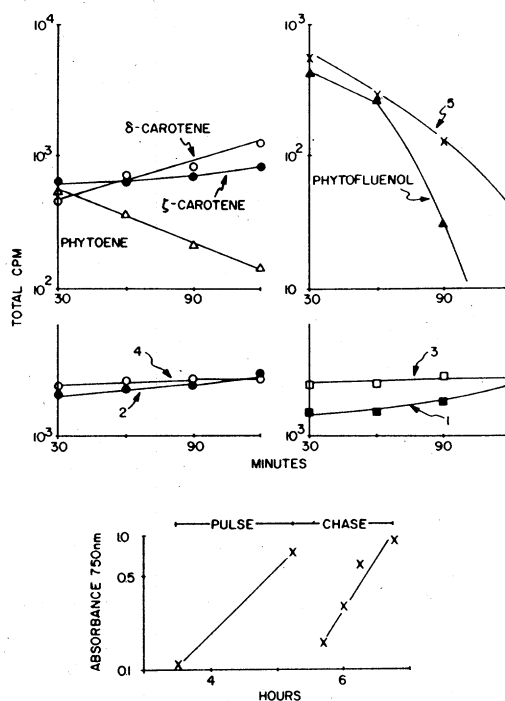 10⁴
10³
δ-CAROTENE
5
10³
10²
ζ-CAROTENE
PHYTOFLUENOL
PHYTOENE
TOTAL CPM
10²
10
30
90
30
90
4
3
2
1
10³
10³
30
90
30
90
MINUTES
PULSE
CHASE
ABSORBANCE 750nm
1.0
0.5
0.1
4
6
HOURS